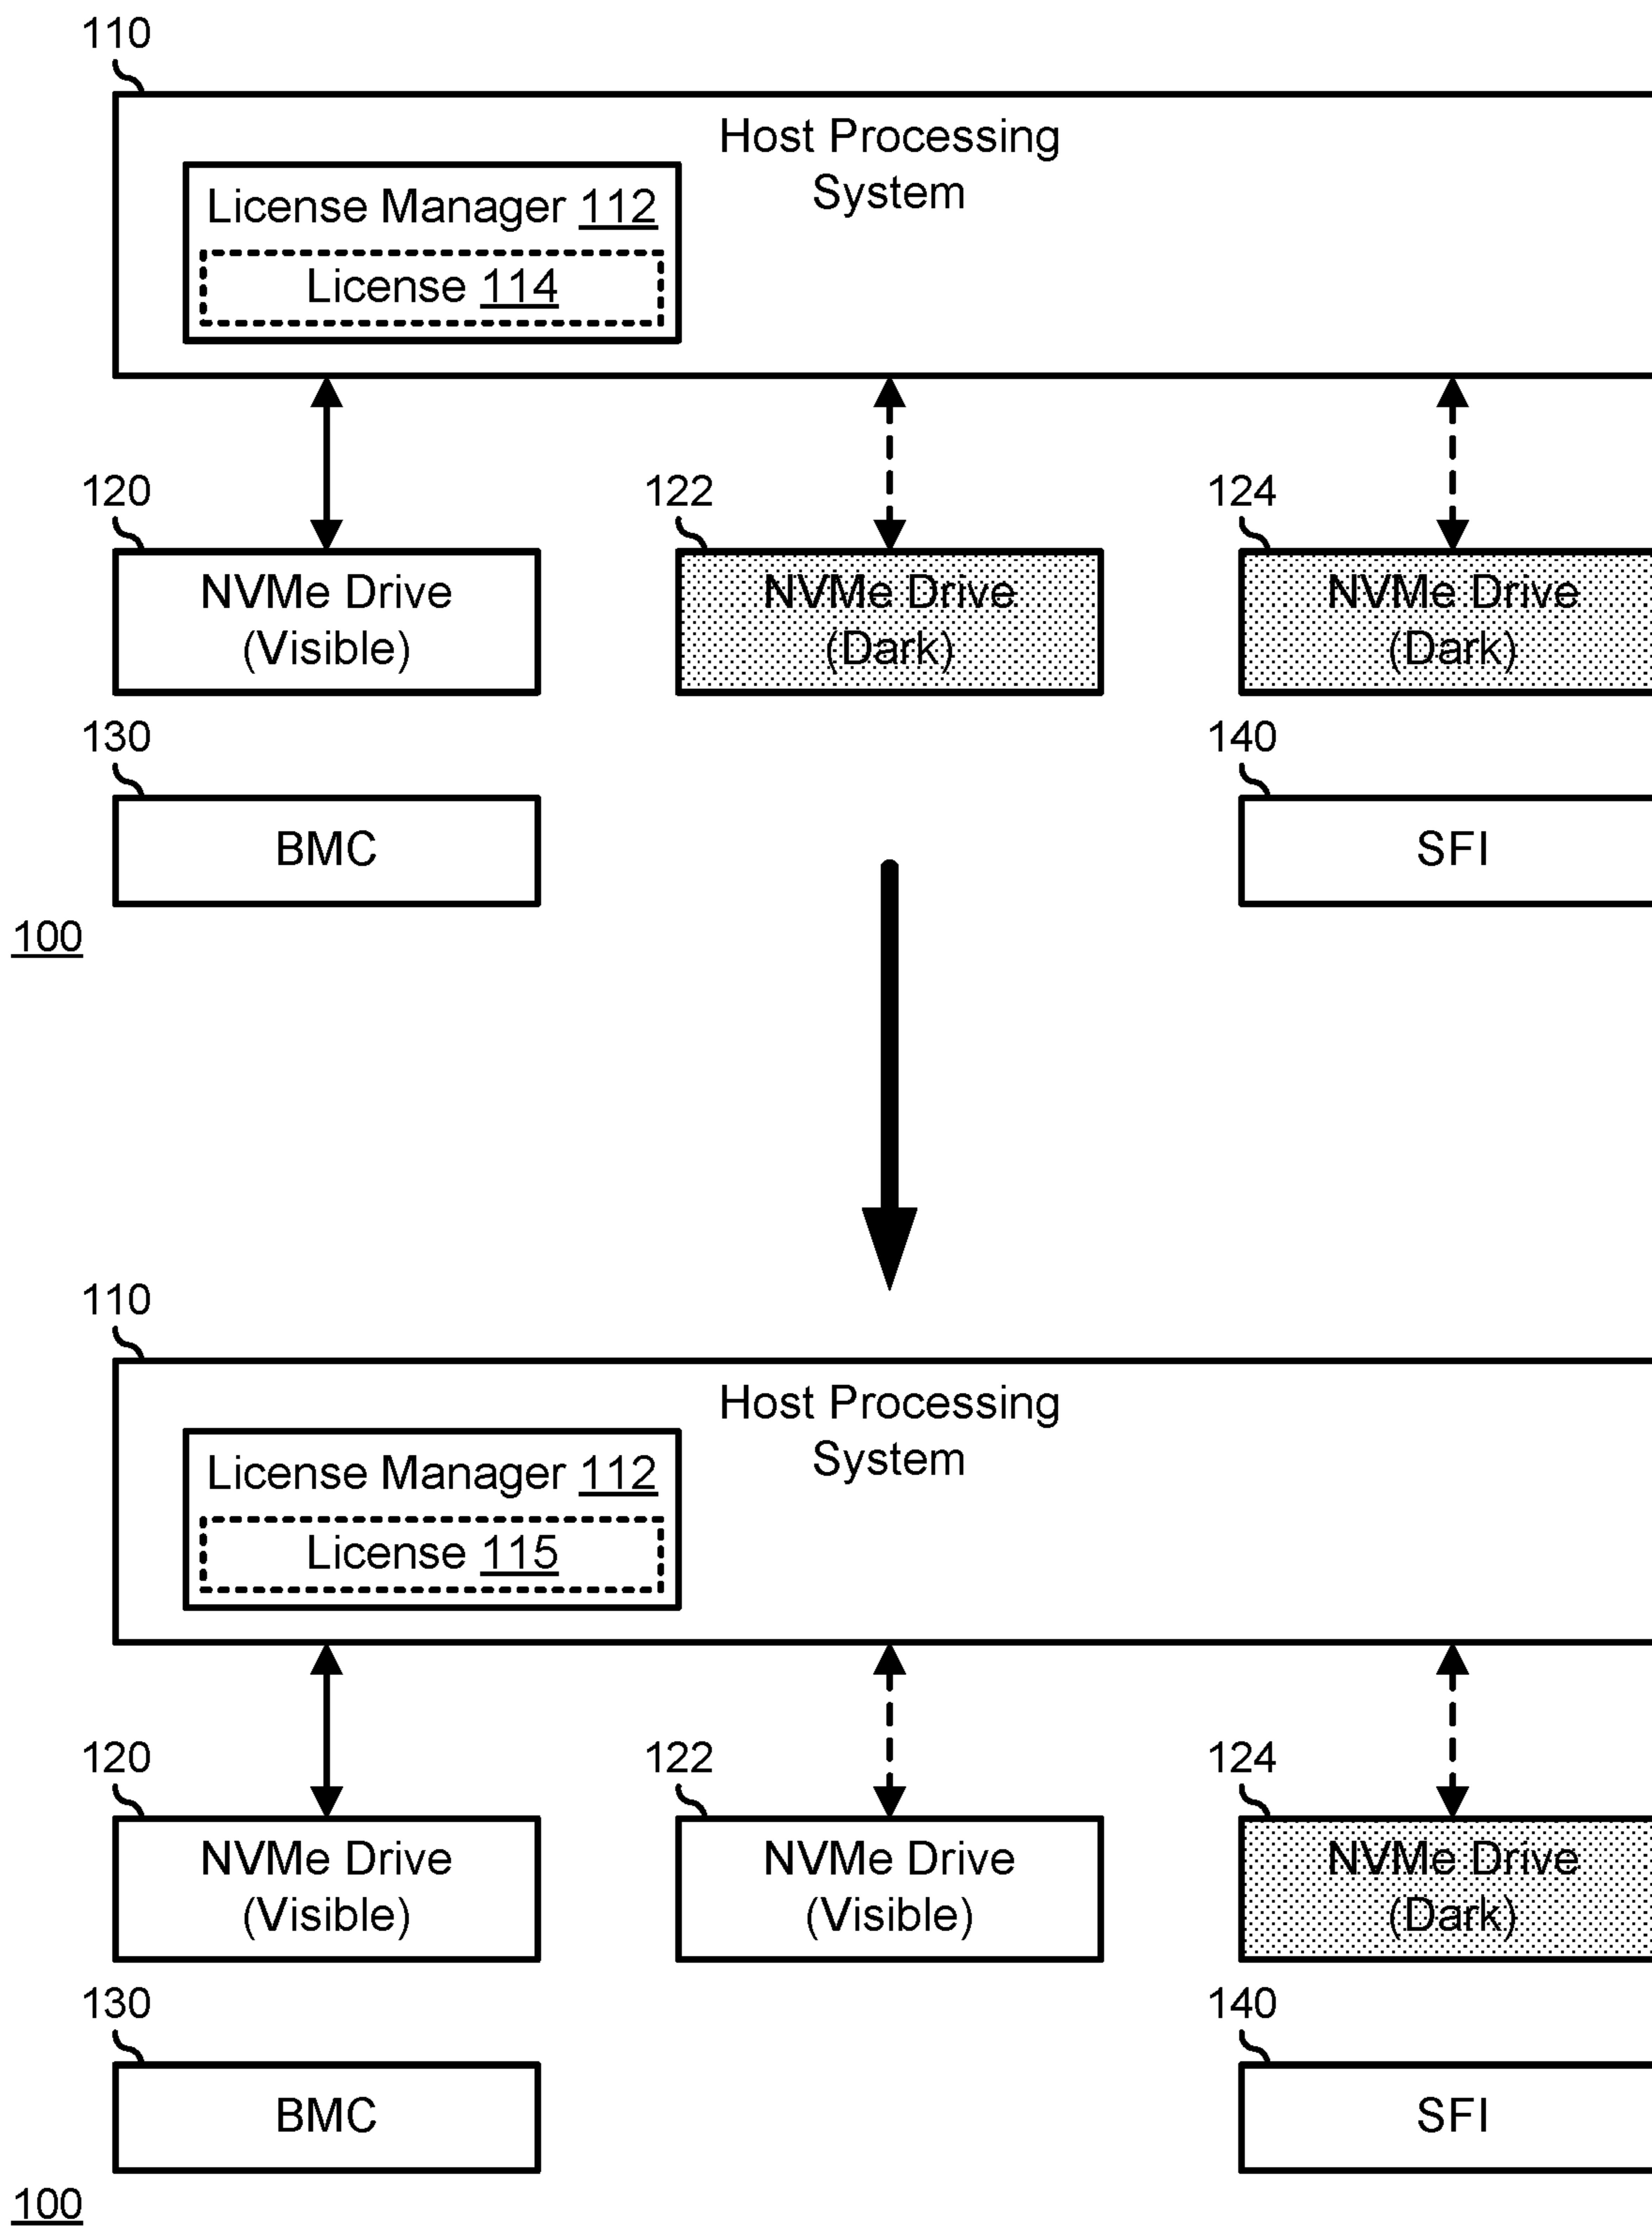 110
Host Processing
System
License Manager 112
License 114
120
122
124
NVMe Drive
(Visible)
NVMe Drive
(Dark)
NVMe Drive
(Dark)
130
140
BMC
SFI
100
110
Host Processing
System
License Manager 112
License 115
120
122
124
NVMe Drive
(Visible)
NVMe Drive
(Visible)
NVMe Drive
(Dark)
130
140
BMC
SFI
100